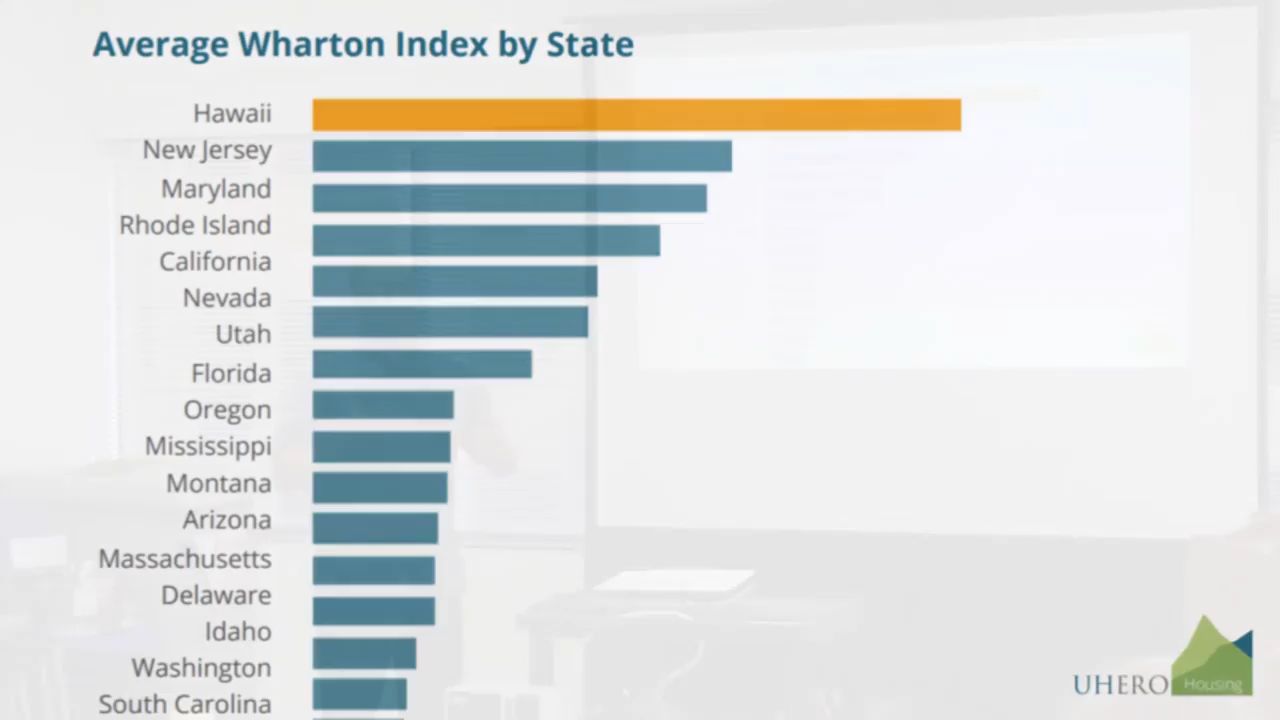 Average Wharton Index by State
Hawaii
New Jersey
Maryland
Rhode Island
California
Nevada
Utah
Florida
Oregon
Mississippi
Montana
Arizona
Massachusetts
Delaware
Idaho
Washington
South Carolina
UHERO Housing